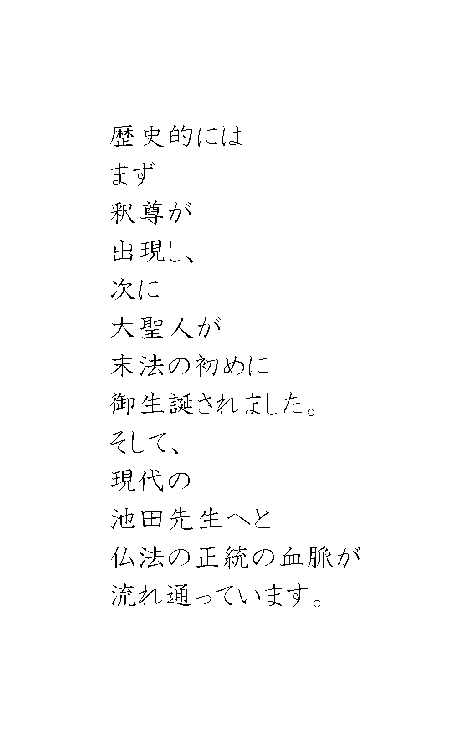 歴史的には
まず
釈尊が
出現し、
次に
大聖人が
末法の初めに
御生誕されました。
そして、
現代の
池田先生へと
仏法の正統の血脈が
流れ通っています。